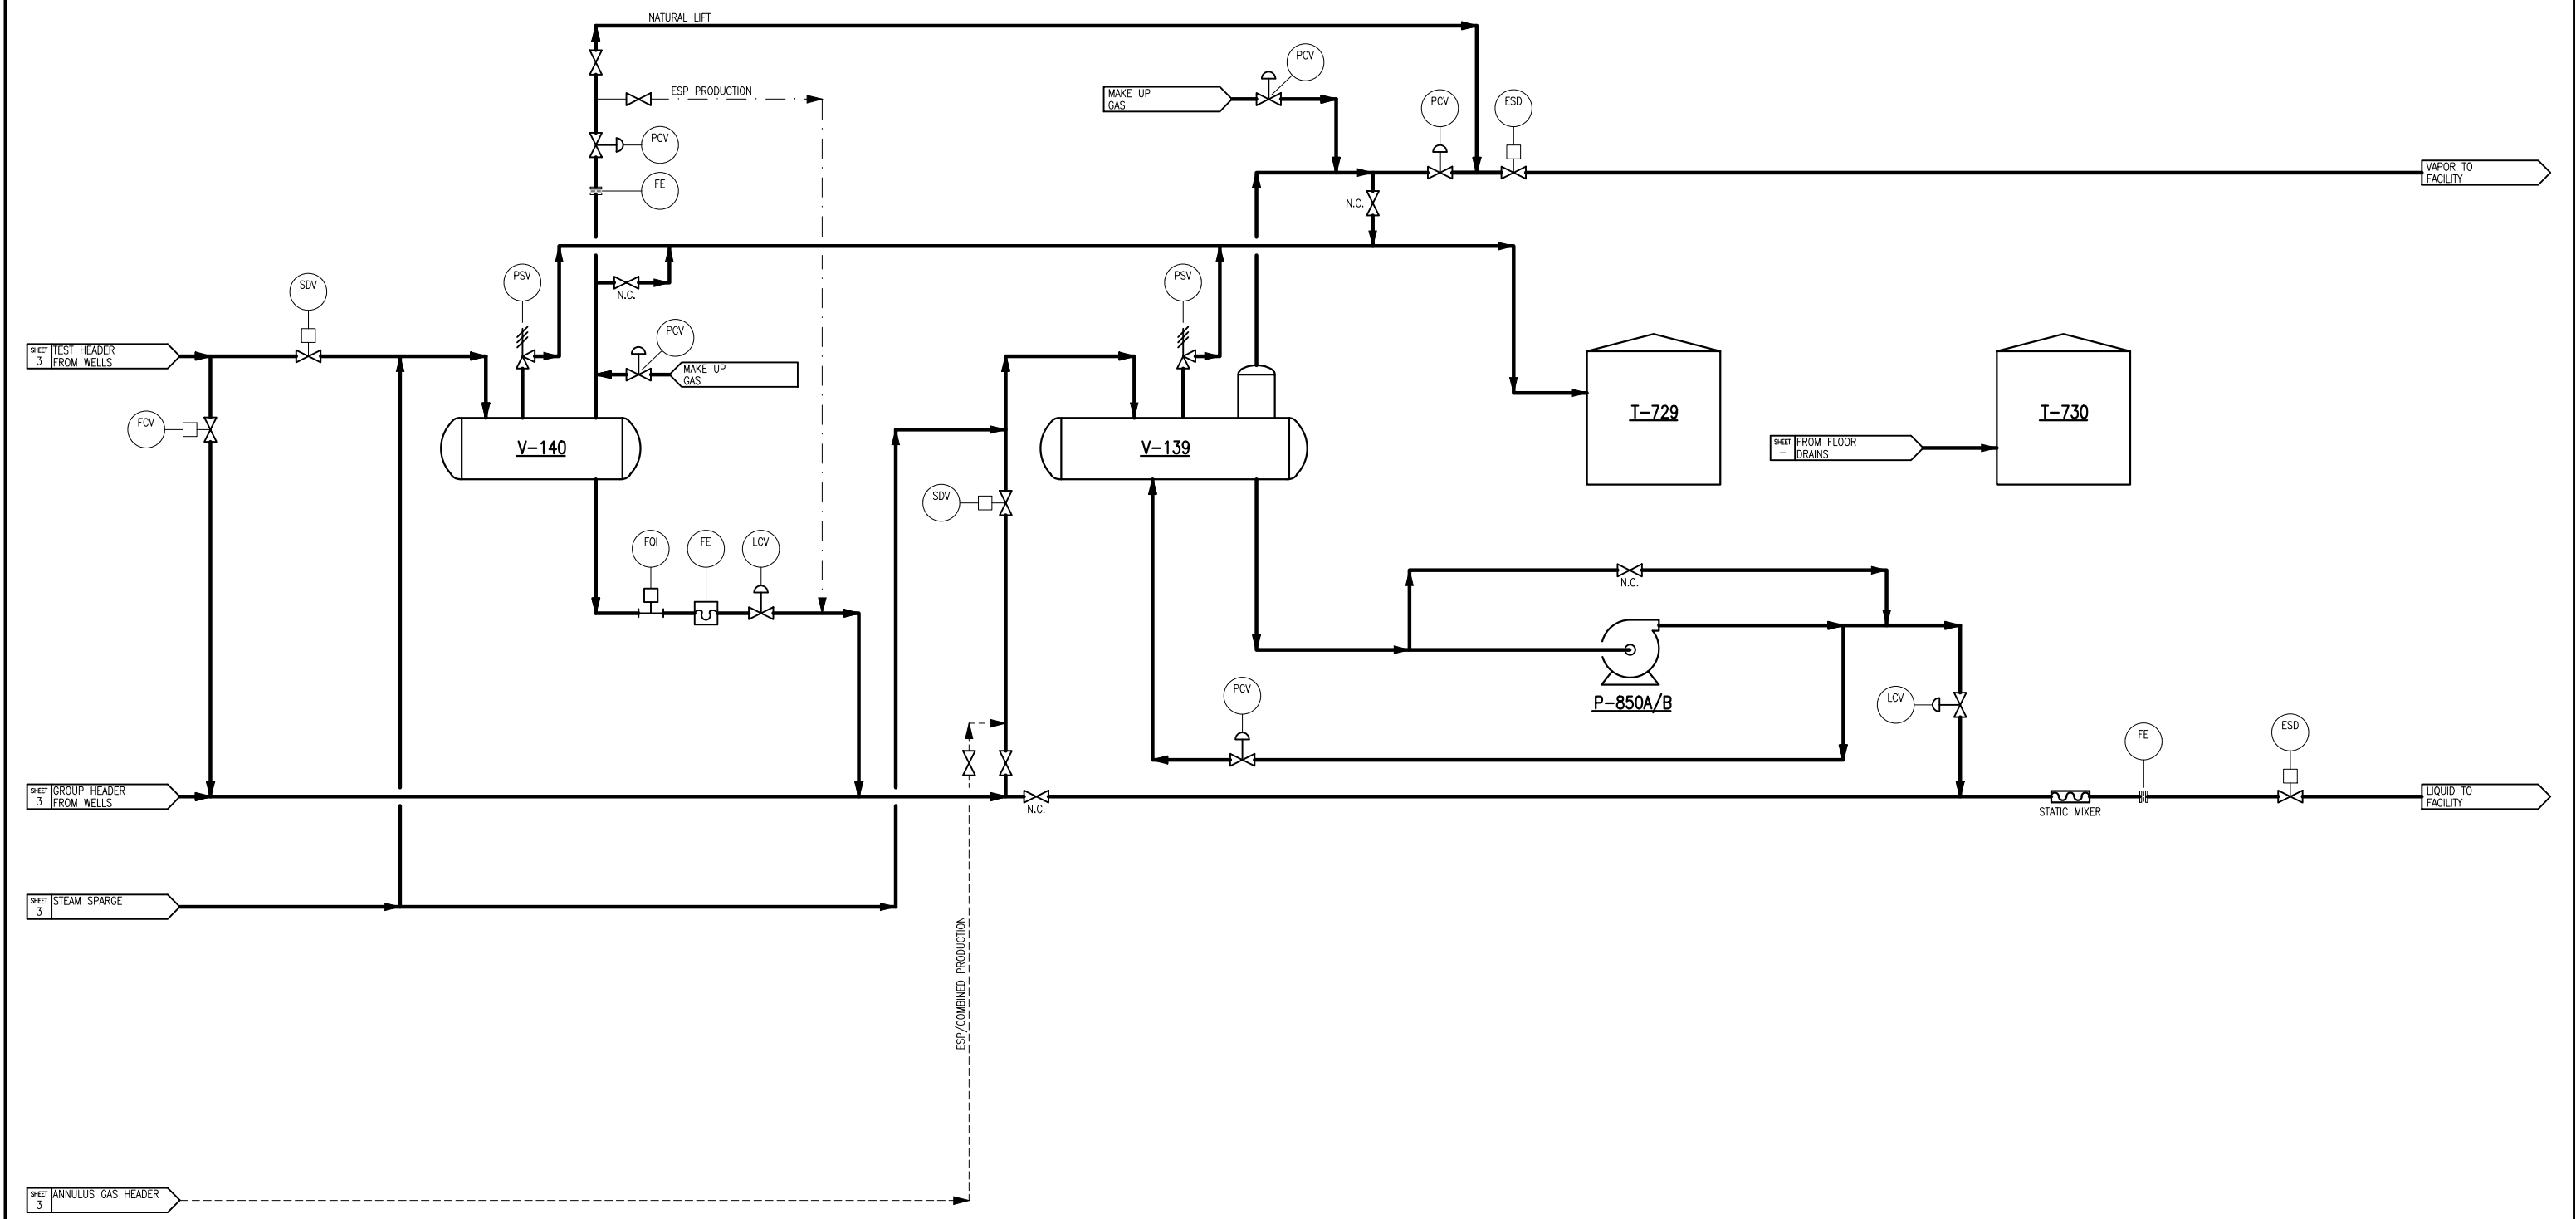 NATURAL LIFT
PCV
MAKE UP
GAS
ESP PRODUCTION
PCV
ESD
PCV
FE
VAPOR TO
FACILITY
N.C.
SDV
PSV
N.C.
PSV
PCV
SHEET
3
TEST HEADER
FROM WELLS
MAKE UP
GAS
FCV
V-140
V-139
T-729
T-730
SHEET
-
FROM FLOOR
DRAINS
SDV
FQI
FE
LCV
N.C.
PCV
P-850A/B
LCV
FE
ESD
SHEET
3
GROUP HEADER
FROM WELLS
N.C.
STATIC MIXER
LIQUID TO
FACILITY
SHEET
3
STEAM SPARGE
ESP/COMBINED PRODUCTION
SHEET
3
ANNULUS GAS HEADER